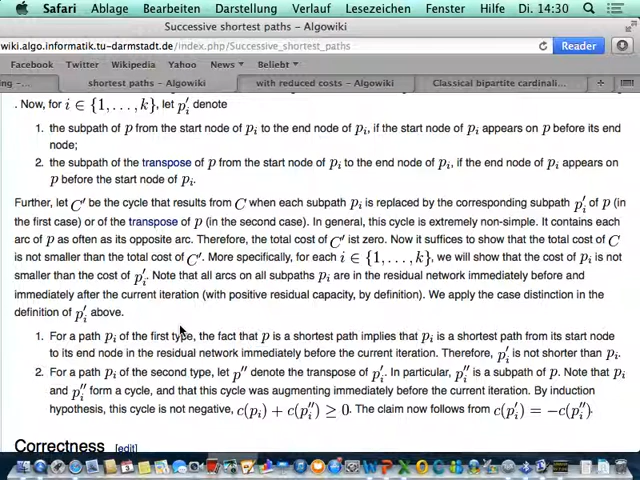 Safari Ablage Bearbeiten Darstellung Verlauf Lesezeichen Fenster Hilfe Di. 14:30
Successive shortest paths – Algowiki
wiki.algo.informatik.tu-darmstadt.de/index.php/Successive_shortest_paths Reader
Facebook Twitter Wikipedia Yahoo News ▾ Beliebt ▾
shortest paths - Algowiki with reduced costs - Algowiki Classical bipartite cardinali...
. Now, for i ∈ {1, . . . , k}, let p′ᵢ denote
1. the subpath of p from the start node of pᵢ to the end node of pᵢ, if the start node of pᵢ appears on p before its end
node;
2. the subpath of the transpose of p from the start node of pᵢ to the end node of pᵢ, if the end node of pᵢ appears on
p before the start node of pᵢ.
Further, let C′ be the cycle that results from C when each subpath pᵢ is replaced by the corresponding subpath p′ᵢ of p (in
the first case) or of the transpose of p (in the second case). In general, this cycle is extremely non-simple. It contains each
arc of p as often as its opposite arc. Therefore, the total cost of C′ ist zero. Now it suffices to show that the total cost of C
is not smaller than the total cost of C′. More specifically, for each i ∈ {1, . . . , k}, we will show that the cost of pᵢ is not
smaller than the cost of p′ᵢ. Note that all arcs on all subpaths pᵢ are in the residual network immediately before and
immediately after the current iteration (with positive residual capacity, by definition). We apply the case distinction in the
definition of p′ᵢ above.
1. For a path pᵢ of the first type, the fact that p is a shortest path implies that pᵢ is a shortest path from its start node
to its end node in the residual network immediately before the current iteration. Therefore, p′ᵢ is not shorter than pᵢ.
2. For a path pᵢ of the second type, let p″ denote the transpose of p′ᵢ. In particular, p″ᵢ is a subpath of p. Note that pᵢ
and p″ᵢ form a cycle, and that this cycle was augmenting immediately before the current iteration. By induction
hypothesis, this cycle is not negative, c(pᵢ) + c(p″ᵢ) ≥ 0. The claim now follows from c(p′ᵢ) = −c(p″ᵢ).
Correctness [edit]